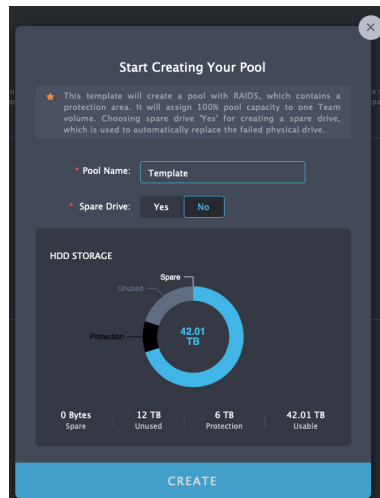 Start Creating Your Pool
This template will create a pool with RAID5, which contains a
protection area. It will assign 100% pool capacity to one Team
volume. Choosing spare drive 'Yes' for creating a spare drive,
which is used to automatically replace the failed physical drive.
* Pool Name: Template
* Spare Drive: Yes No
HDD STORAGE
Spare
Unused
Protection
42.01
TB
0 Bytes 12 TB 6 TB 42.01 TB
Spare Unused Protection Usable
CREATE